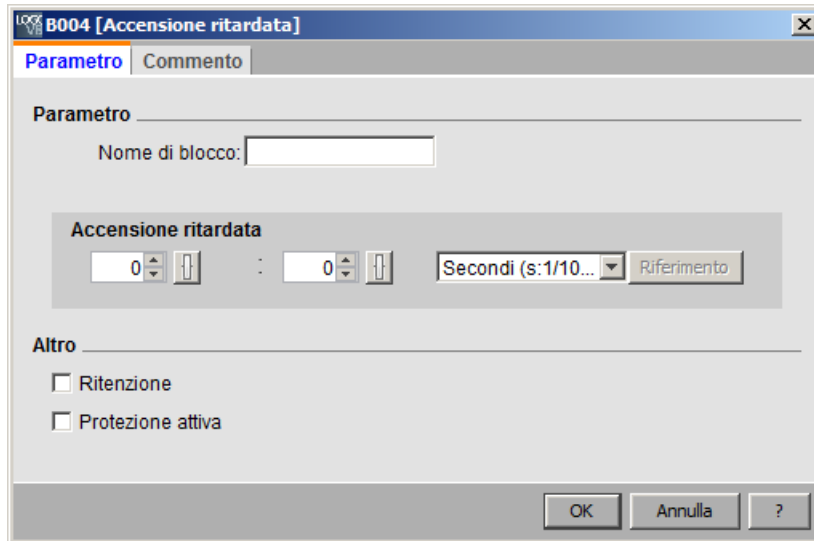 B004 [Accensione ritardata]
Parametro Commento
Parametro
Nome di blocco:
Accensione ritardata
0 : 0 Secondi (s:1/10... Riferimento
Altro
Ritenzione
Protezione attiva
OK Annulla ?